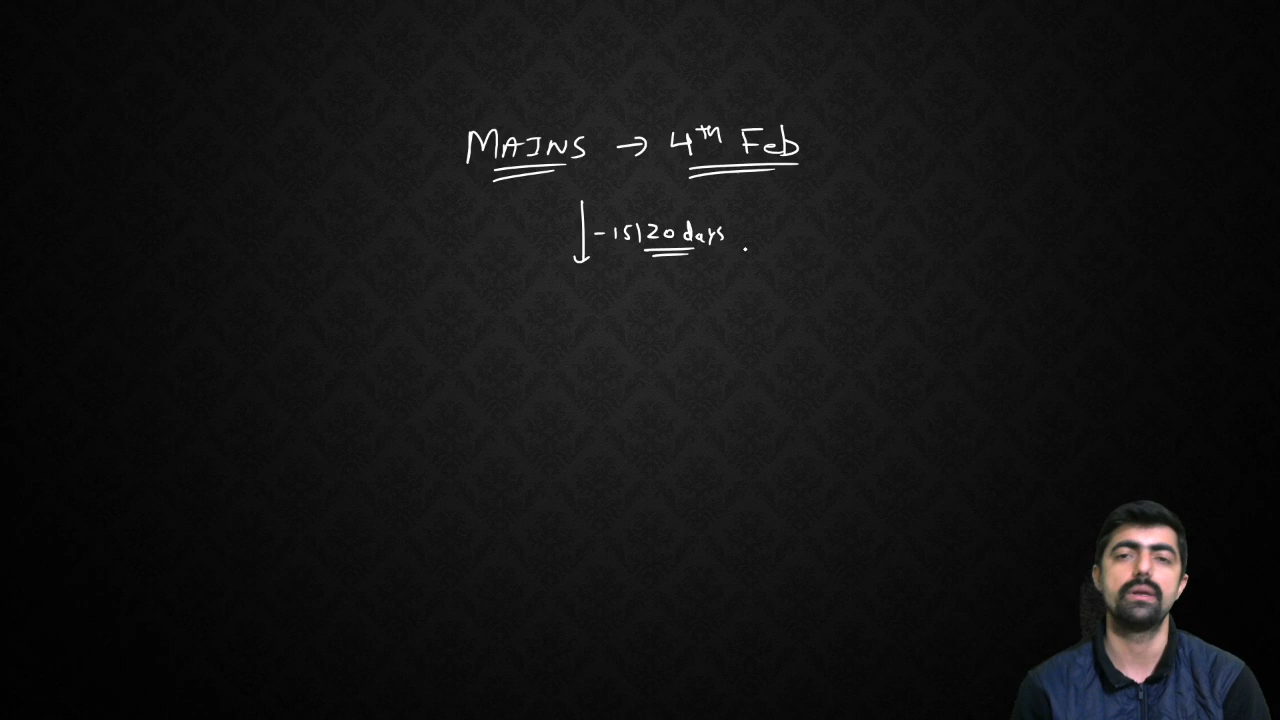 MAINS → 4th Feb
- 15|20 days .